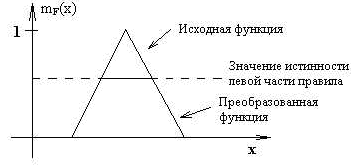 m_F(x)
1
Исходная функция
Значение истинности
левой части правила
Преобразованная
функция
x